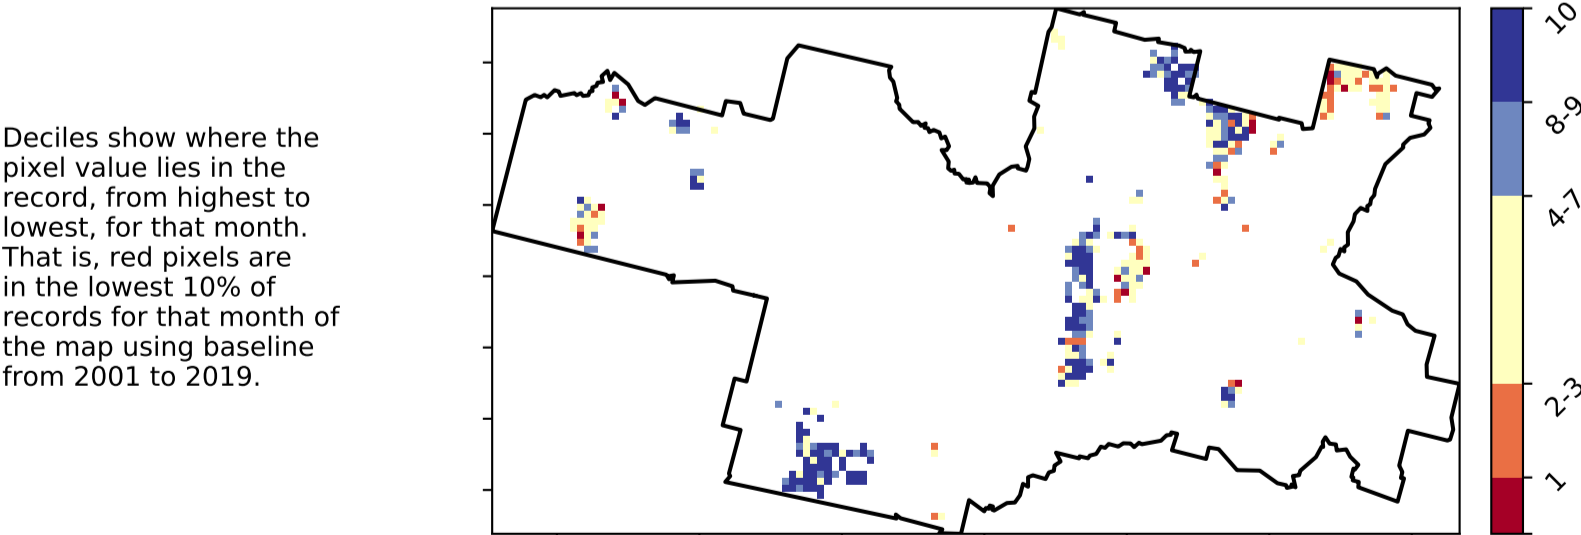 Deciles show where the
pixel value lies in the
record, from highest to
lowest, for that month.
That is, red pixels are
in the lowest 10% of
records for that month of
the map using baseline
from 2001 to 2019.
10
8-9
4-7
2-3
1